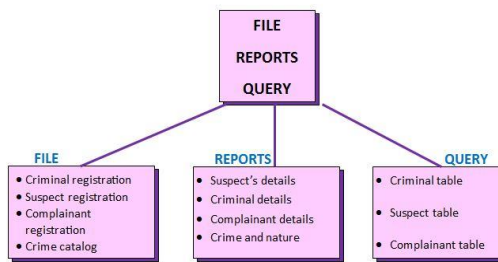 FILE
REPORTS
QUERY
FILE
• Criminal registration
• Suspect registration
• Complainant
registration
• Crime catalog
REPORTS
• Suspect's details
• Criminal details
• Complainant details
• Crime and nature
QUERY
• Criminal table
• Suspect table
• Complainant table